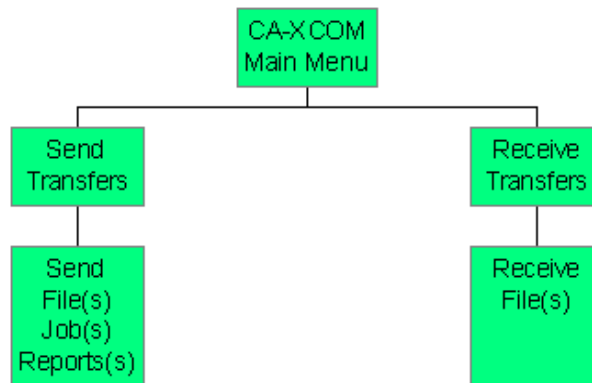 CA-XCOM
Main Menu
Send
Transfers
Receive
Transfers
Send
File(s)
Job(s)
Reports(s)
Receive
File(s)